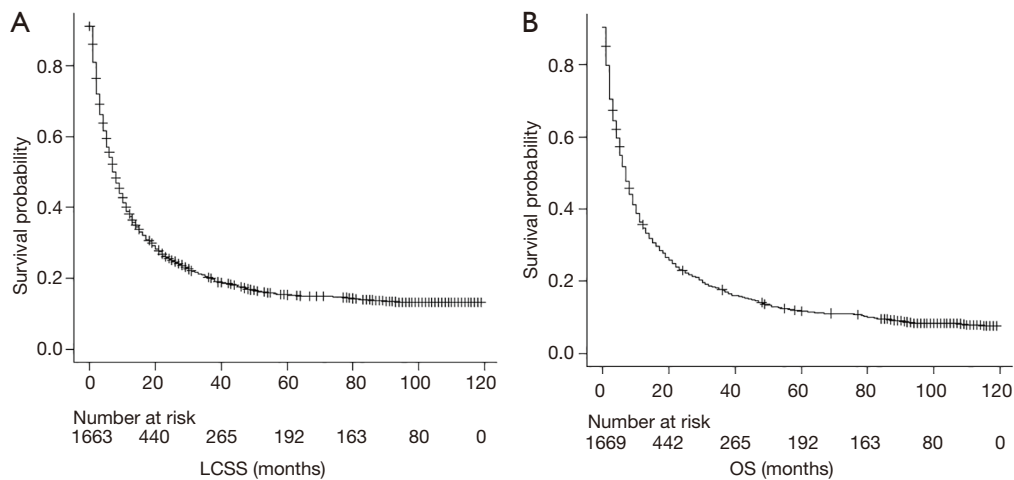 A
Survival probability
0.8
0.6
0.4
0.2
0.0
0 20 40 60 80 100 120
Number at risk
1663 440 265 192 163 80 0
LCSS (months)
B
Survival probability
0.8
0.6
0.4
0.2
0.0
0 20 40 60 80 100 120
Number at risk
1669 442 265 192 163 80 0
OS (months)